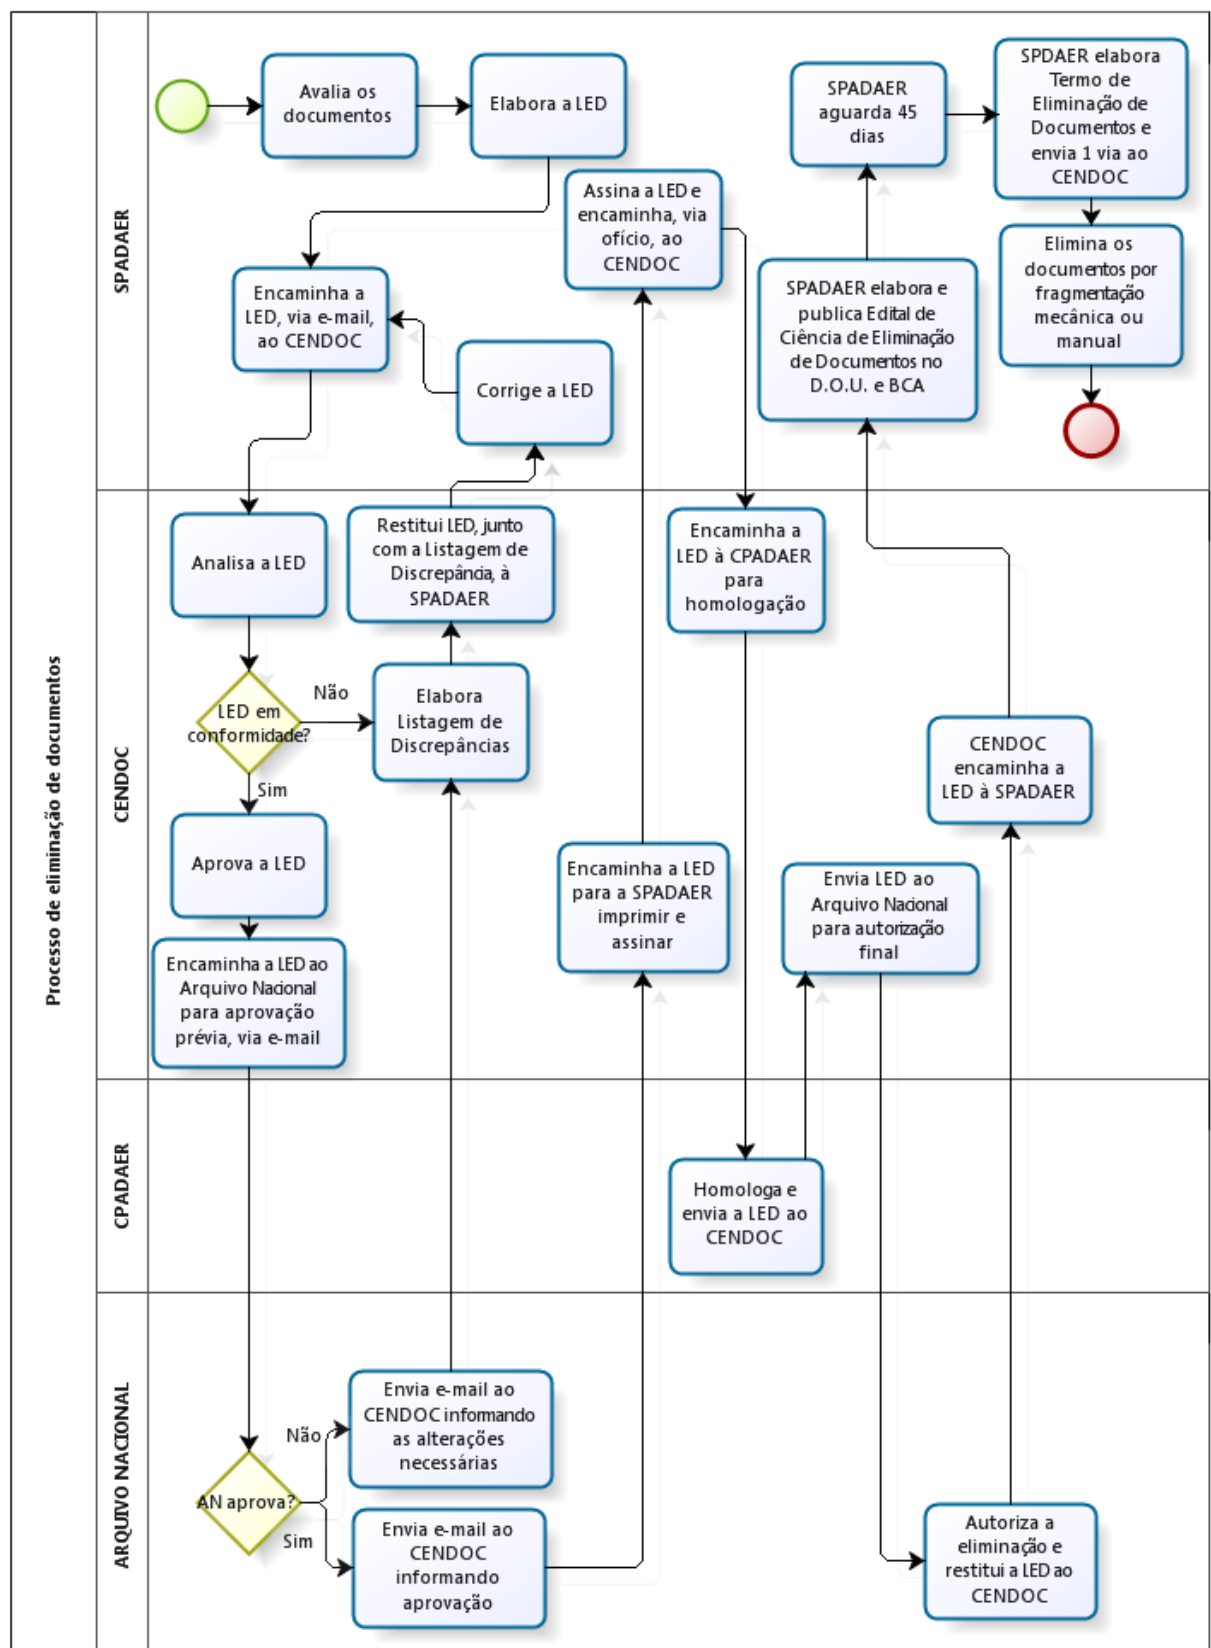 Processo de eliminação de documentos
SPADAER
Avalia os
documentos
Elabora a LED
Encaminha a
LED, via e-mail,
ao CENDOC
Corrige a LED
Assina a LED e
encaminha, via
ofício, ao
CENDOC
SPADAER
aguarda 45
dias
SPDAER elabora
Termo de
Eliminação de
Documentos e
envia 1 via ao
CENDOC
SPADAER elabora e
publica Edital de
Ciência de Eliminação
de Documentos no
D.O.U. e BCA
Elimina os
documentos por
fragmentação
mecânica ou
manual
CENDOC
Analisa a LED
Restitui LED, junto
com a Listagem de
Discrepância, à
SPADAER
Encaminha a
LED à CPADAER
para
homologação
LED em
conformidade?
Não
Sim
Elabora
Listagem de
Discrepâncias
CENDOC
encaminha a
LED à SPADAER
Aprova a LED
Encaminha a LED
para a SPADAER
imprimir e
assinar
Envia LED ao
Arquivo Nacional
para autorização
final
Encaminha a LED ao
Arquivo Nacional
para aprovação
prévia, via e-mail
CPADAER
Homologa e
envia a LED ao
CENDOC
ARQUIVO NACIONAL
AN aprova?
Não
Sim
Envia e-mail ao
CENDOC informando
as alterações
necessárias
Envia e-mail ao
CENDOC
informando
aprovação
Autoriza a
eliminação e
restitui a LED ao
CENDOC